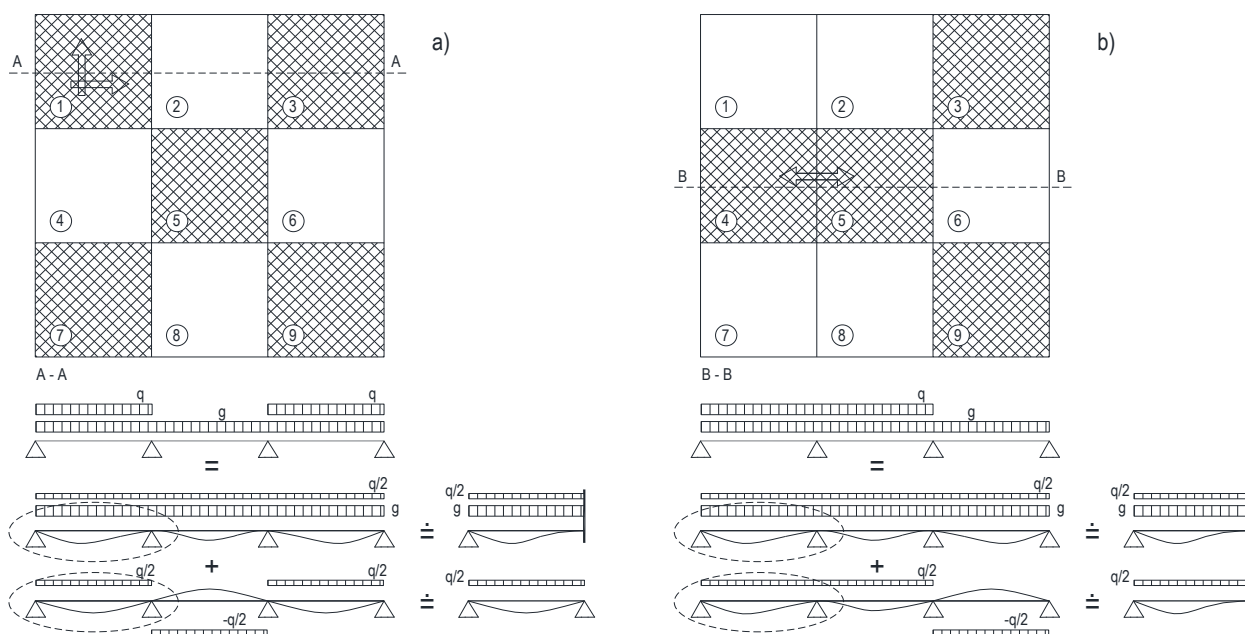 a)
A A
1 2 3
4 5 6
7 8 9
A - A
q q
g
=
q/2
g
+
q/2 q/2
-q/2
q/2
g
≐
q/2
≐
b)
1 2 3
B B
4 5 6
7 8 9
B - B
q
g
=
q/2
g
+
q/2
-q/2
q/2
g
≐
q/2
≐